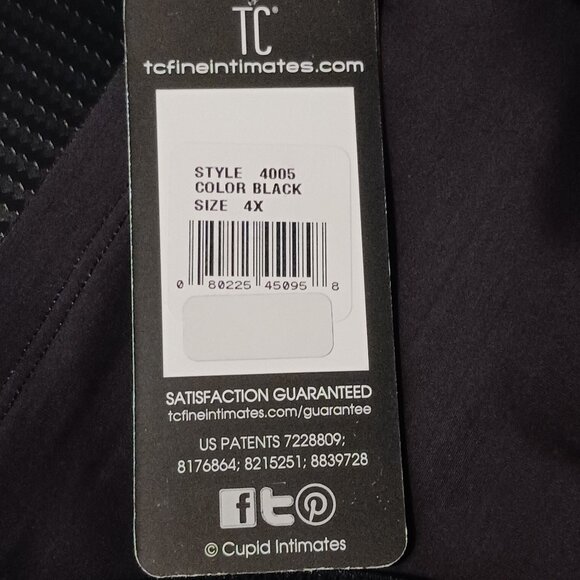 TC®
tcfineintimates.com
STYLE 4005
COLOR BLACK
SIZE 4X
0 80225 45095 8
SATISFACTION GUARANTEED
tcfineintimates.com/guarantee
US PATENTS 7228809;
8176864; 8215251; 8839728
© Cupid Intimates